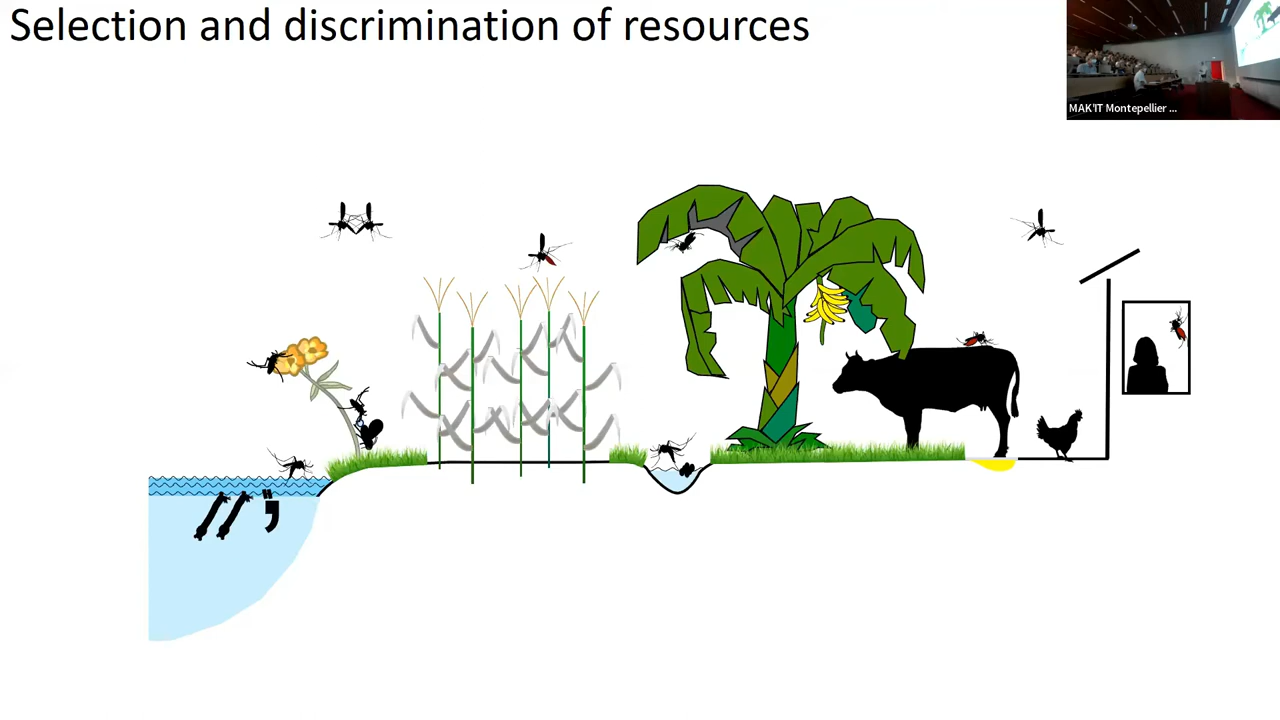 Selection and discrimination of resources
MAK'IT Montepellier ...